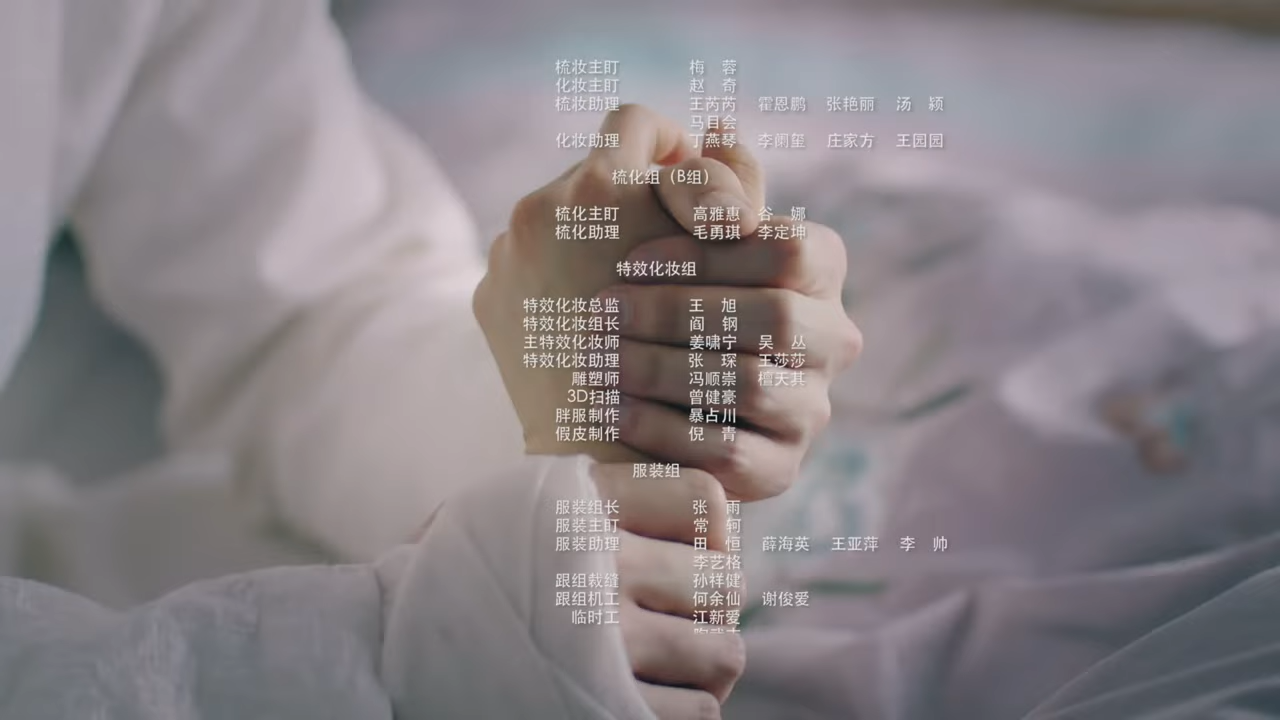 梳妆主盯 梅 蓉
化妆主盯 赵 奇
梳妆助理 王芮芮 霍恩鹏 张艳丽 汤 颖
马目会
化妆助理 丁燕琴 李阑玺 庄家方 王园园
梳化组（B组）
梳化主盯 高雅惠 谷 娜
梳化助理 毛勇琪 李定坤
特效化妆组
特效化妆总监 王 旭
特效化妆组长 阎 钢
主特效化妆师 姜啸宁 吴 丛
特效化妆助理 张 琛 王莎莎
雕塑师 冯顺崇 檀天其
3D扫描 曾健豪
胖服制作 暴占川
假皮制作 倪 青
服装组
服装组长 张 雨
服装主盯 常 轲
服装助理 田 恒 薛海英 王亚萍 李 帅
李艺格
跟组裁缝 孙祥健
跟组机工 何余仙 谢俊爱
临时工 江新爱